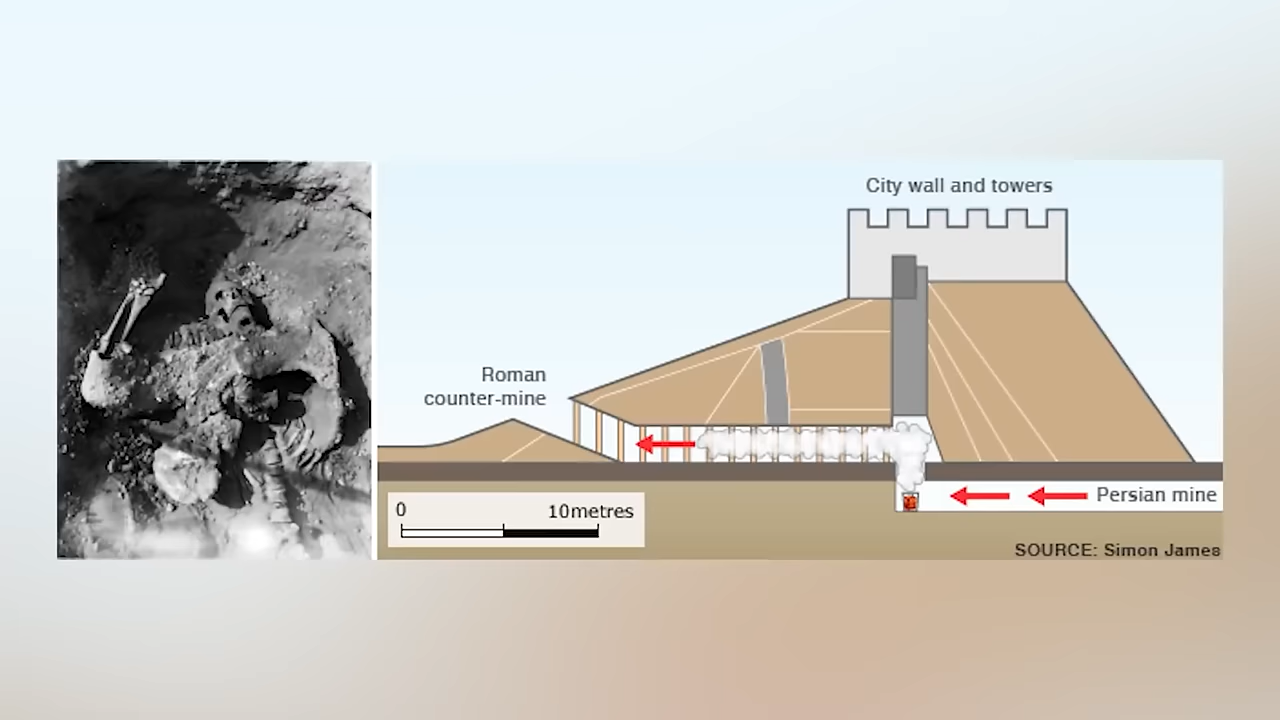 City wall and towers
Roman
counter-mine
0 10metres
Persian mine
SOURCE: Simon James